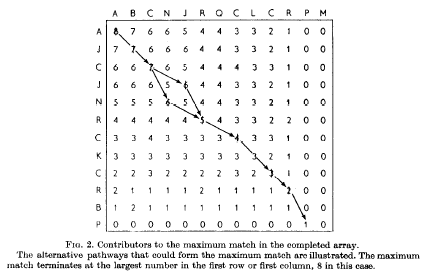 A B C N J R Q C L C R P M
A 8 7 6 6 5 4 4 3 3 2 1 0 0
J 7 7 6 6 6 4 4 3 3 2 1 0 0
C 6 6 7 6 5 4 4 4 3 3 1 0 0
J 6 6 6 5 6 4 4 3 3 2 1 0 0
N 5 5 5 6 5 4 4 3 3 2 1 0 0
R 4 4 4 4 4 5 4 3 3 2 2 0 0
C 3 3 4 3 3 3 3 4 3 3 1 0 0
K 3 3 3 3 3 3 3 3 3 2 1 0 0
C 2 2 3 2 2 2 2 3 2 3 1 0 0
R 2 1 1 1 1 2 1 1 1 1 2 0 0
B 1 2 1 1 1 1 1 1 1 1 1 0 0
P 0 0 0 0 0 0 0 0 0 0 0 1 0
FIG. 2. Contributors to the maximum match in the completed array.
The alternative pathways that could form the maximum match are illustrated. The maximum
match terminates at the largest number in the first row or first column, 8 in this case.